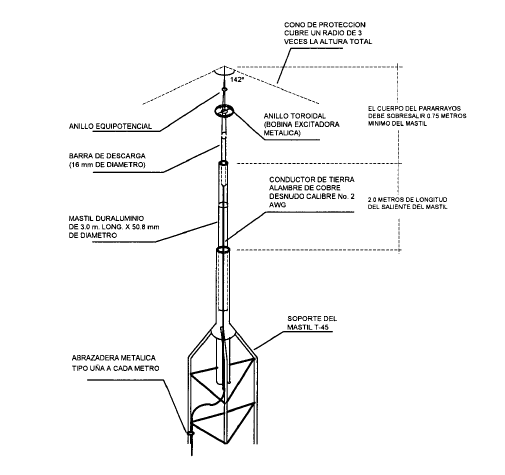 CONO DE PROTECCION
CUBRE UN RADIO DE 3
VECES LA ALTURA TOTAL
142°
ANILLO EQUIPOTENCIAL
ANILLO TOROIDAL
(BOBINA EXCITADORA
METALICA)
EL CUERPO DEL PARARRAYOS
DEBE SOBRESALIR 0.75 METROS
MINIMO DEL MASTIL
BARRA DE DESCARGA
(16 mm DE DIAMETRO)
CONDUCTOR DE TIERRA
ALAMBRE DE COBRE
DESNUDO CALIBRE No. 2
AWG
2.0 METROS DE LONGITUD
DEL SALIENTE DEL MASTIL
MASTIL DURALUMINIO
DE 3.0 m. LONG. X 50.8 mm
DE DIAMETRO
SOPORTE DEL
MASTIL T-45
ABRAZADERA METALICA
TIPO UÑA A CADA METRO